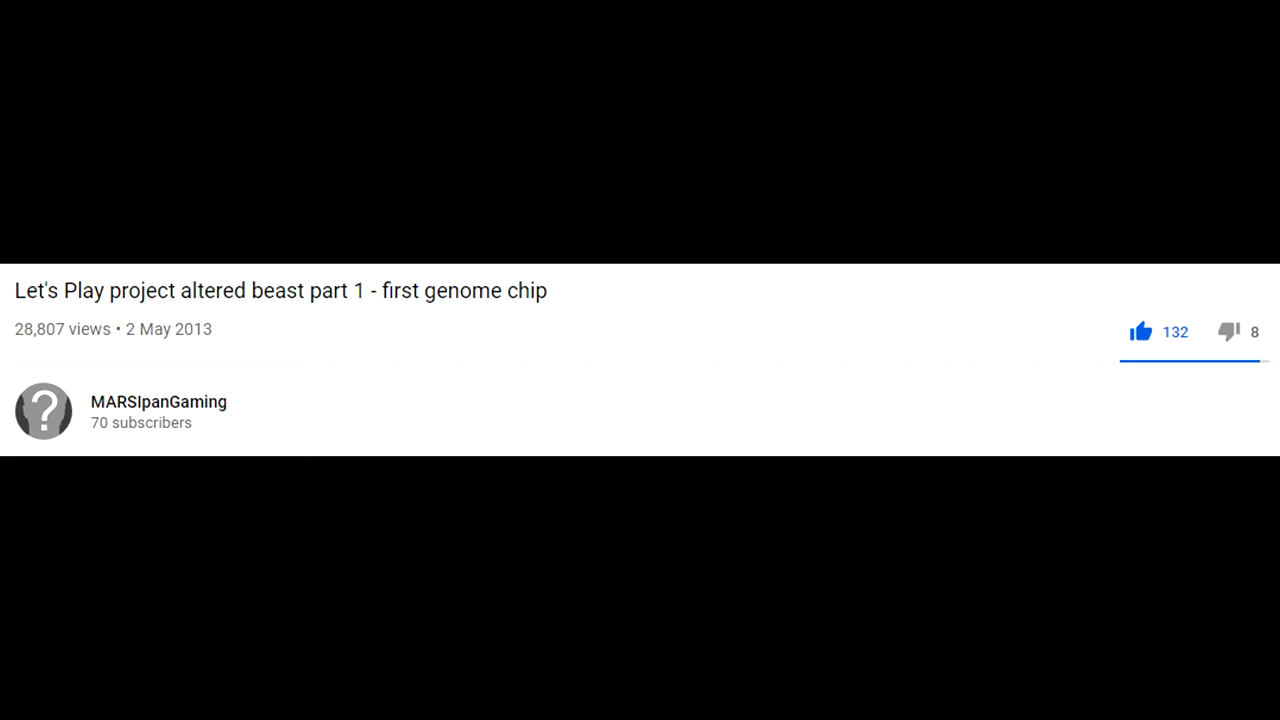 Let's Play project altered beast part 1 - first genome chip
28,807 views • 2 May 2013
132 8
MARSIpanGaming
70 subscribers